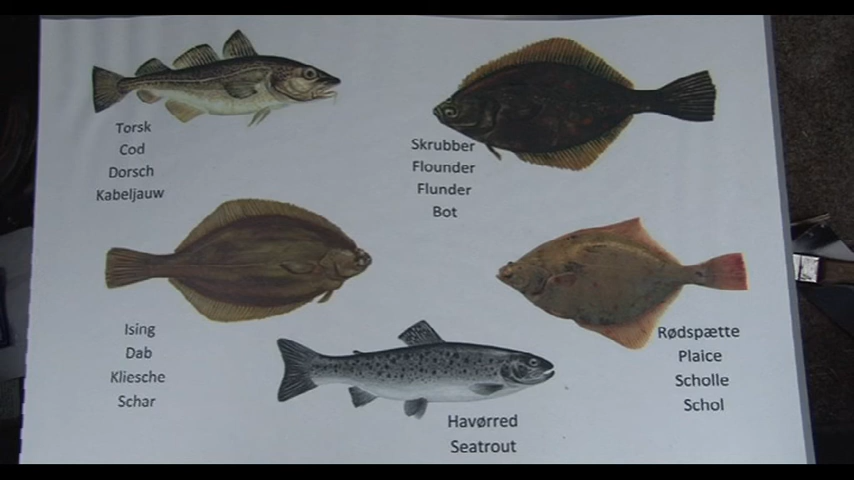 Torsk
Cod
Dorsch
Kabeljauw
Skrubber
Flounder
Flunder
Bot
Ising
Dab
Kliesche
Schar
Rødspætte
Plaice
Scholle
Schol
Havørred
Seatrout